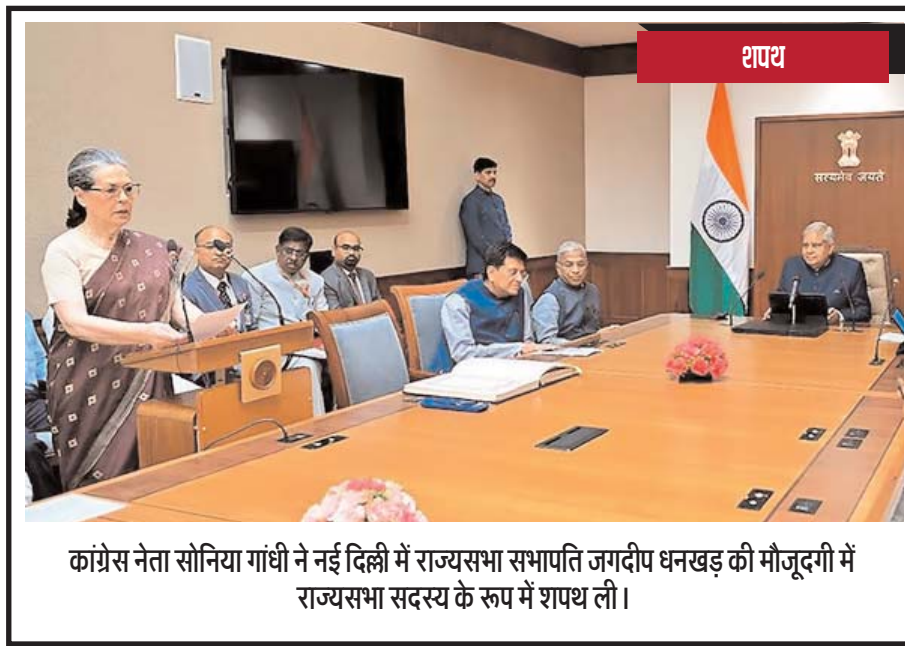 शपथ
सत्यमेव जयते
कांग्रेस नेता सोनिया गांधी ने नई दिल्ली में राज्यसभा सभापति जगदीप धनखड़ की मौजूदगी में
राज्यसभा सदस्य के रूप में शपथ ली।